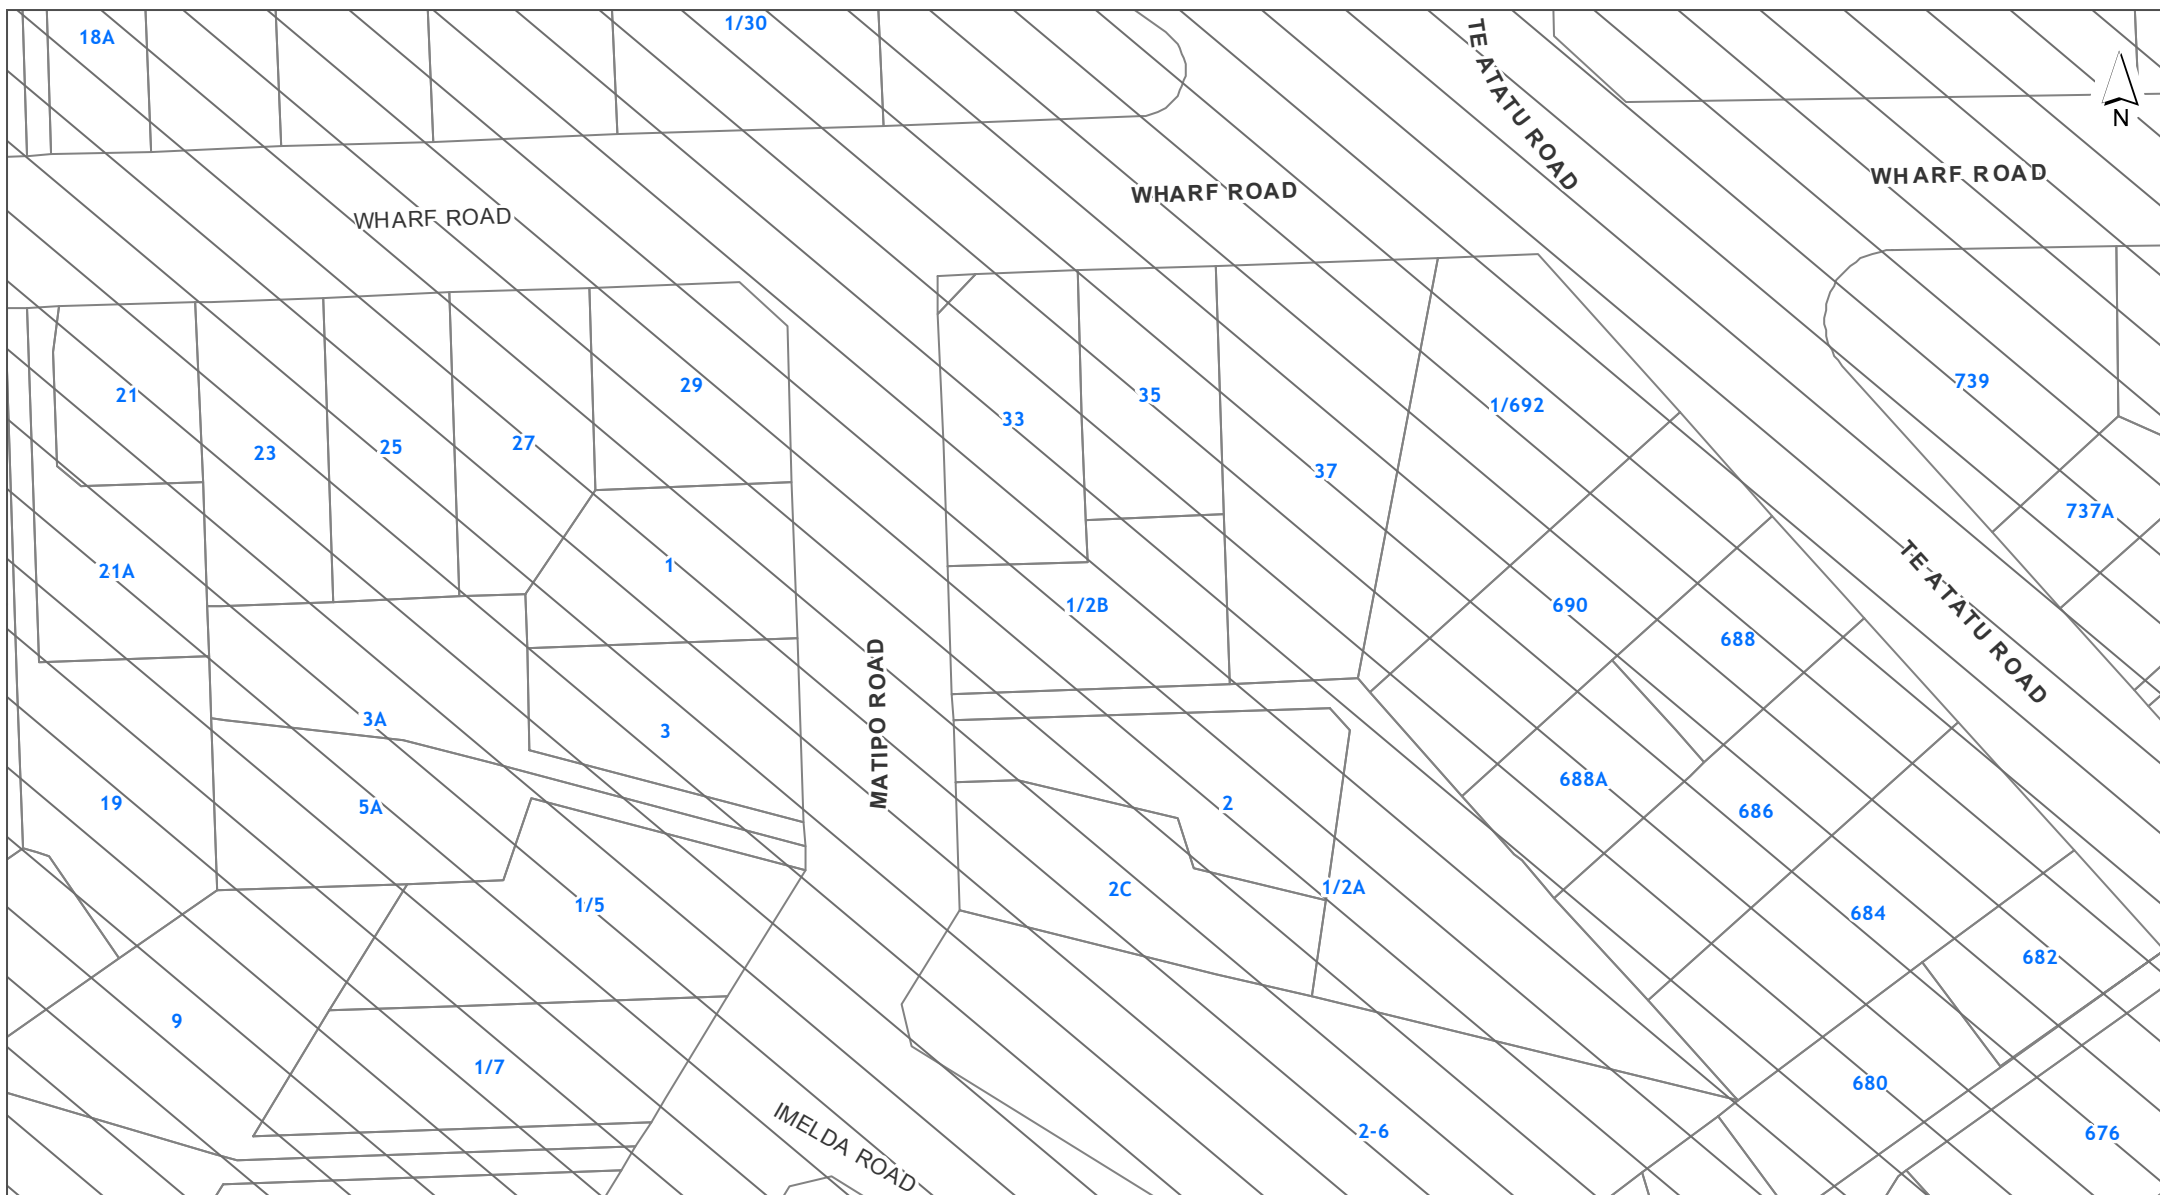 18A
1/30
TE ATATU ROAD
N
WHARF ROAD
WHARF ROAD
WHARF ROAD
21
23
25
27
29
33
35
37
1/692
739
737A
21A
1
1/2B
690
688
TE ATATU ROAD
3A
3
MATIPO ROAD
688A
686
19
5A
2
1/5
2C
1/2A
684
682
9
1/7
680
IMELDA ROAD
2-6
676